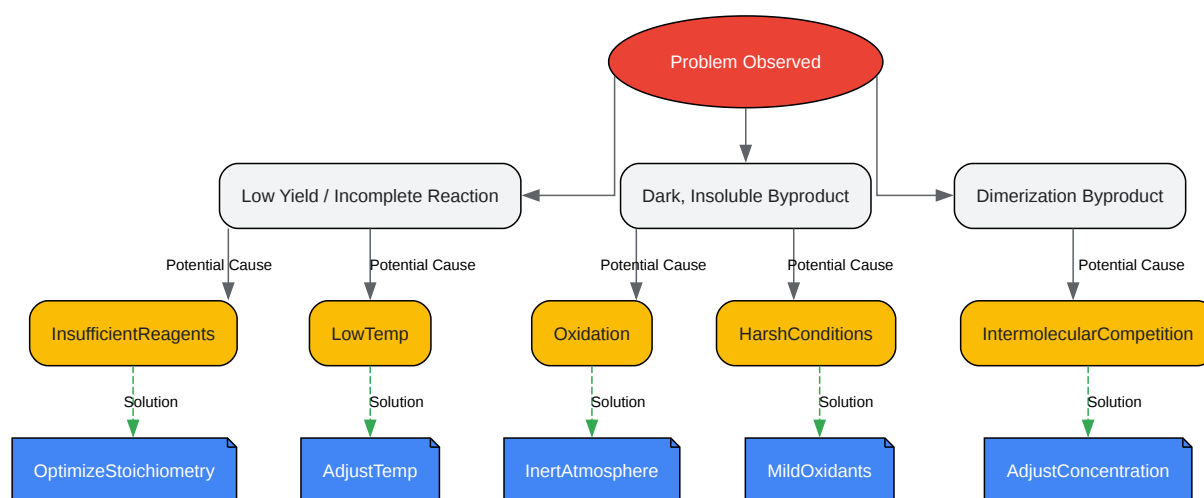 Problem Observed
Low Yield / Incomplete Reaction
Dark, Insoluble Byproduct
Dimerization Byproduct
Potential Cause
Potential Cause
Potential Cause
Potential Cause
Potential Cause
InsufficientReagents
LowTemp
Oxidation
HarshConditions
IntermolecularCompetition
Solution
Solution
Solution
Solution
Solution
OptimizeStoichiometry
AdjustTemp
InertAtmosphere
MildOxidants
AdjustConcentration